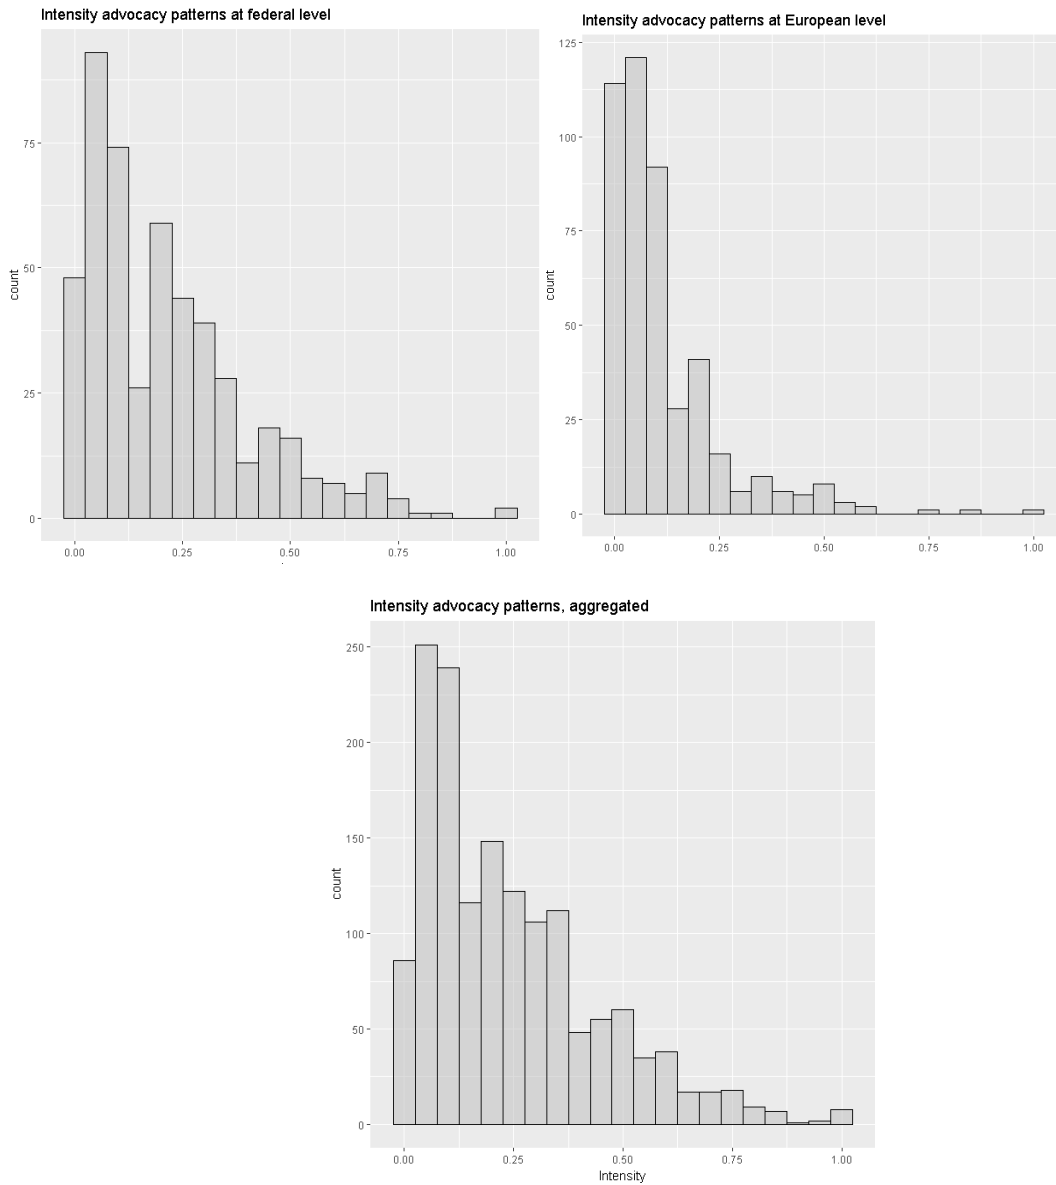 Intensity advocacy patterns at federal level
count
75
50
25
0
0.00 0.25 0.50 0.75 1.00
Intensity advocacy patterns at European level
count
125
100
75
50
25
0
0.00 0.25 0.50 0.75 1.00
Intensity advocacy patterns, aggregated
count
250
200
150
100
50
0
0.00 0.25 0.50 0.75 1.00
Intensity